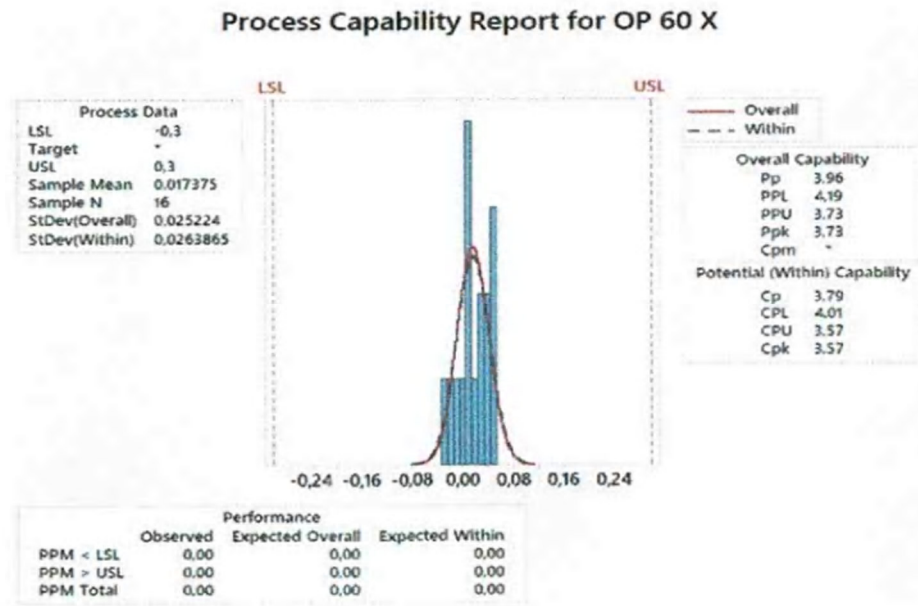 Process Capability Report for OP 60 X
LSL USL
Process Data
LSL -0,3
Target *
USL 0,3
Sample Mean 0,017375
Sample N 16
StDev(Overall) 0,025224
StDev(Within) 0,0263865
Overall
Within
Overall Capability
Pp 3,96
PPL 4,19
PPU 3,73
Ppk 3,73
Cpm *
Potential (Within) Capability
Cp 3,79
CPL 4,01
CPU 3,57
Cpk 3,57
-0,24 -0,16 -0,08 0,00 0,08 0,16 0,24
Performance
Observed Expected Overall Expected Within
PPM < LSL 0,00 0,00 0,00
PPM > USL 0,00 0,00 0,00
PPM Total 0,00 0,00 0,00